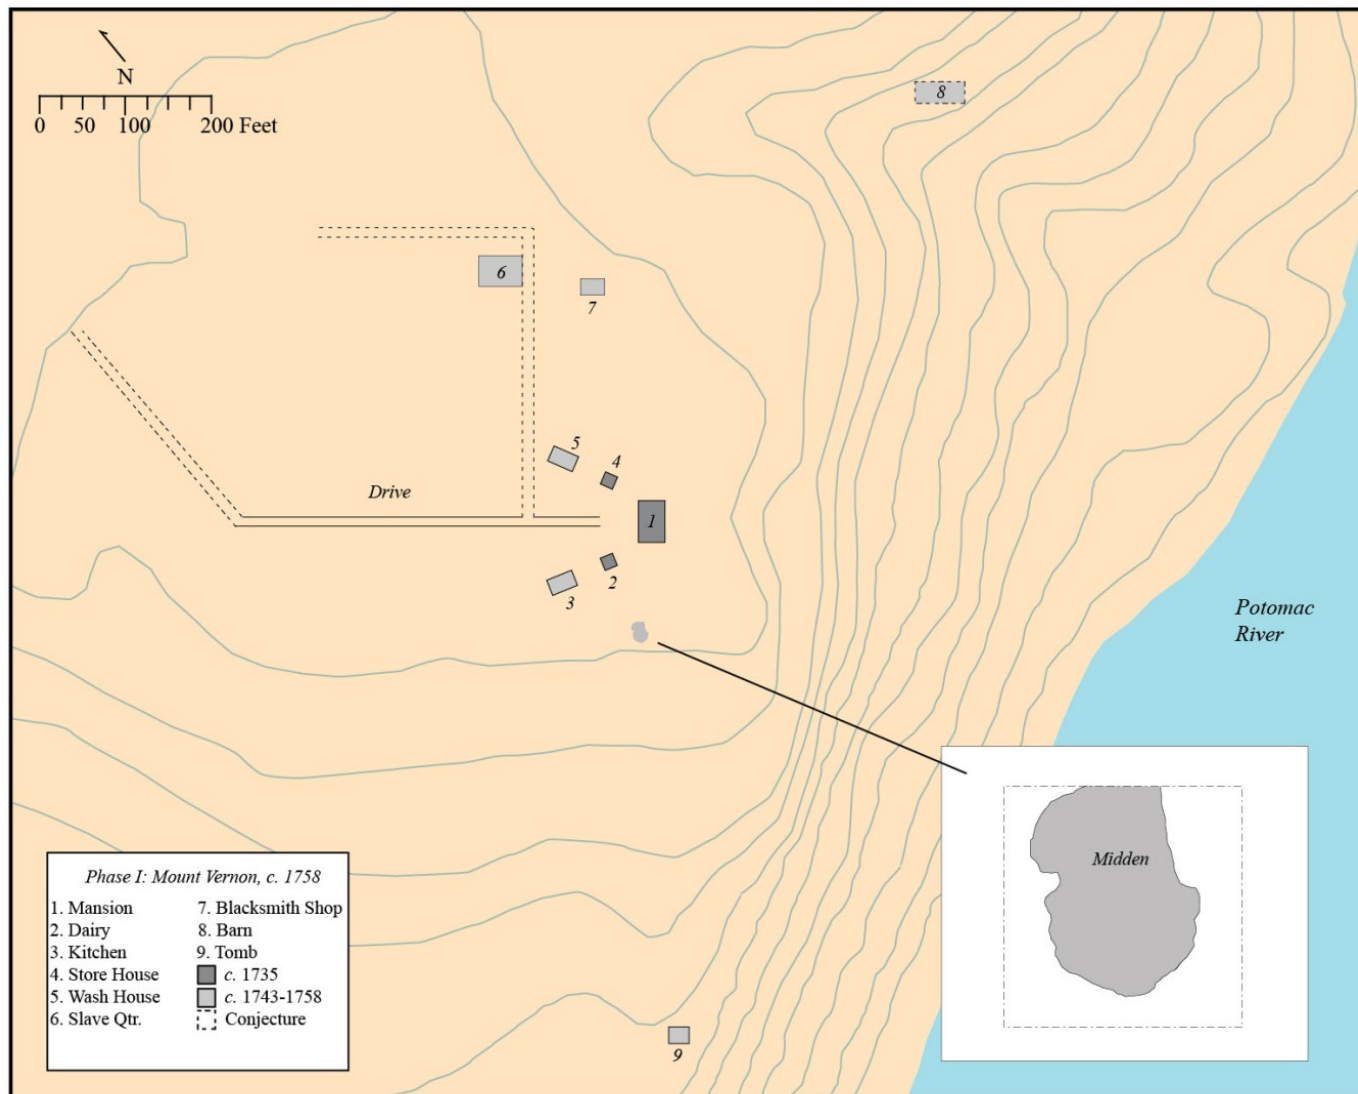 N
0 50 100 200 Feet
8
6
7
5
4
Drive
1
2
3
Potomac
River
Midden
Phase I: Mount Vernon, c. 1758
1. Mansion
2. Dairy
3. Kitchen
4. Store House
5. Wash House
6. Slave Qtr.
7. Blacksmith Shop
8. Barn
9. Tomb
c. 1735
c. 1743-1758
Conjecture
9